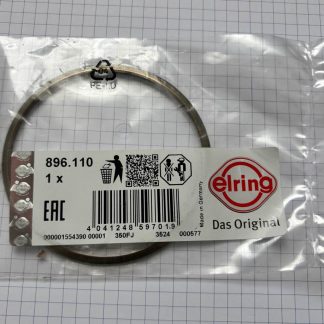 PE-LD
896.110
1 x
elring
Das Original
Made in Germany
EAC
4 041248 597019
000001554390 00001 350FJ 3524 000577